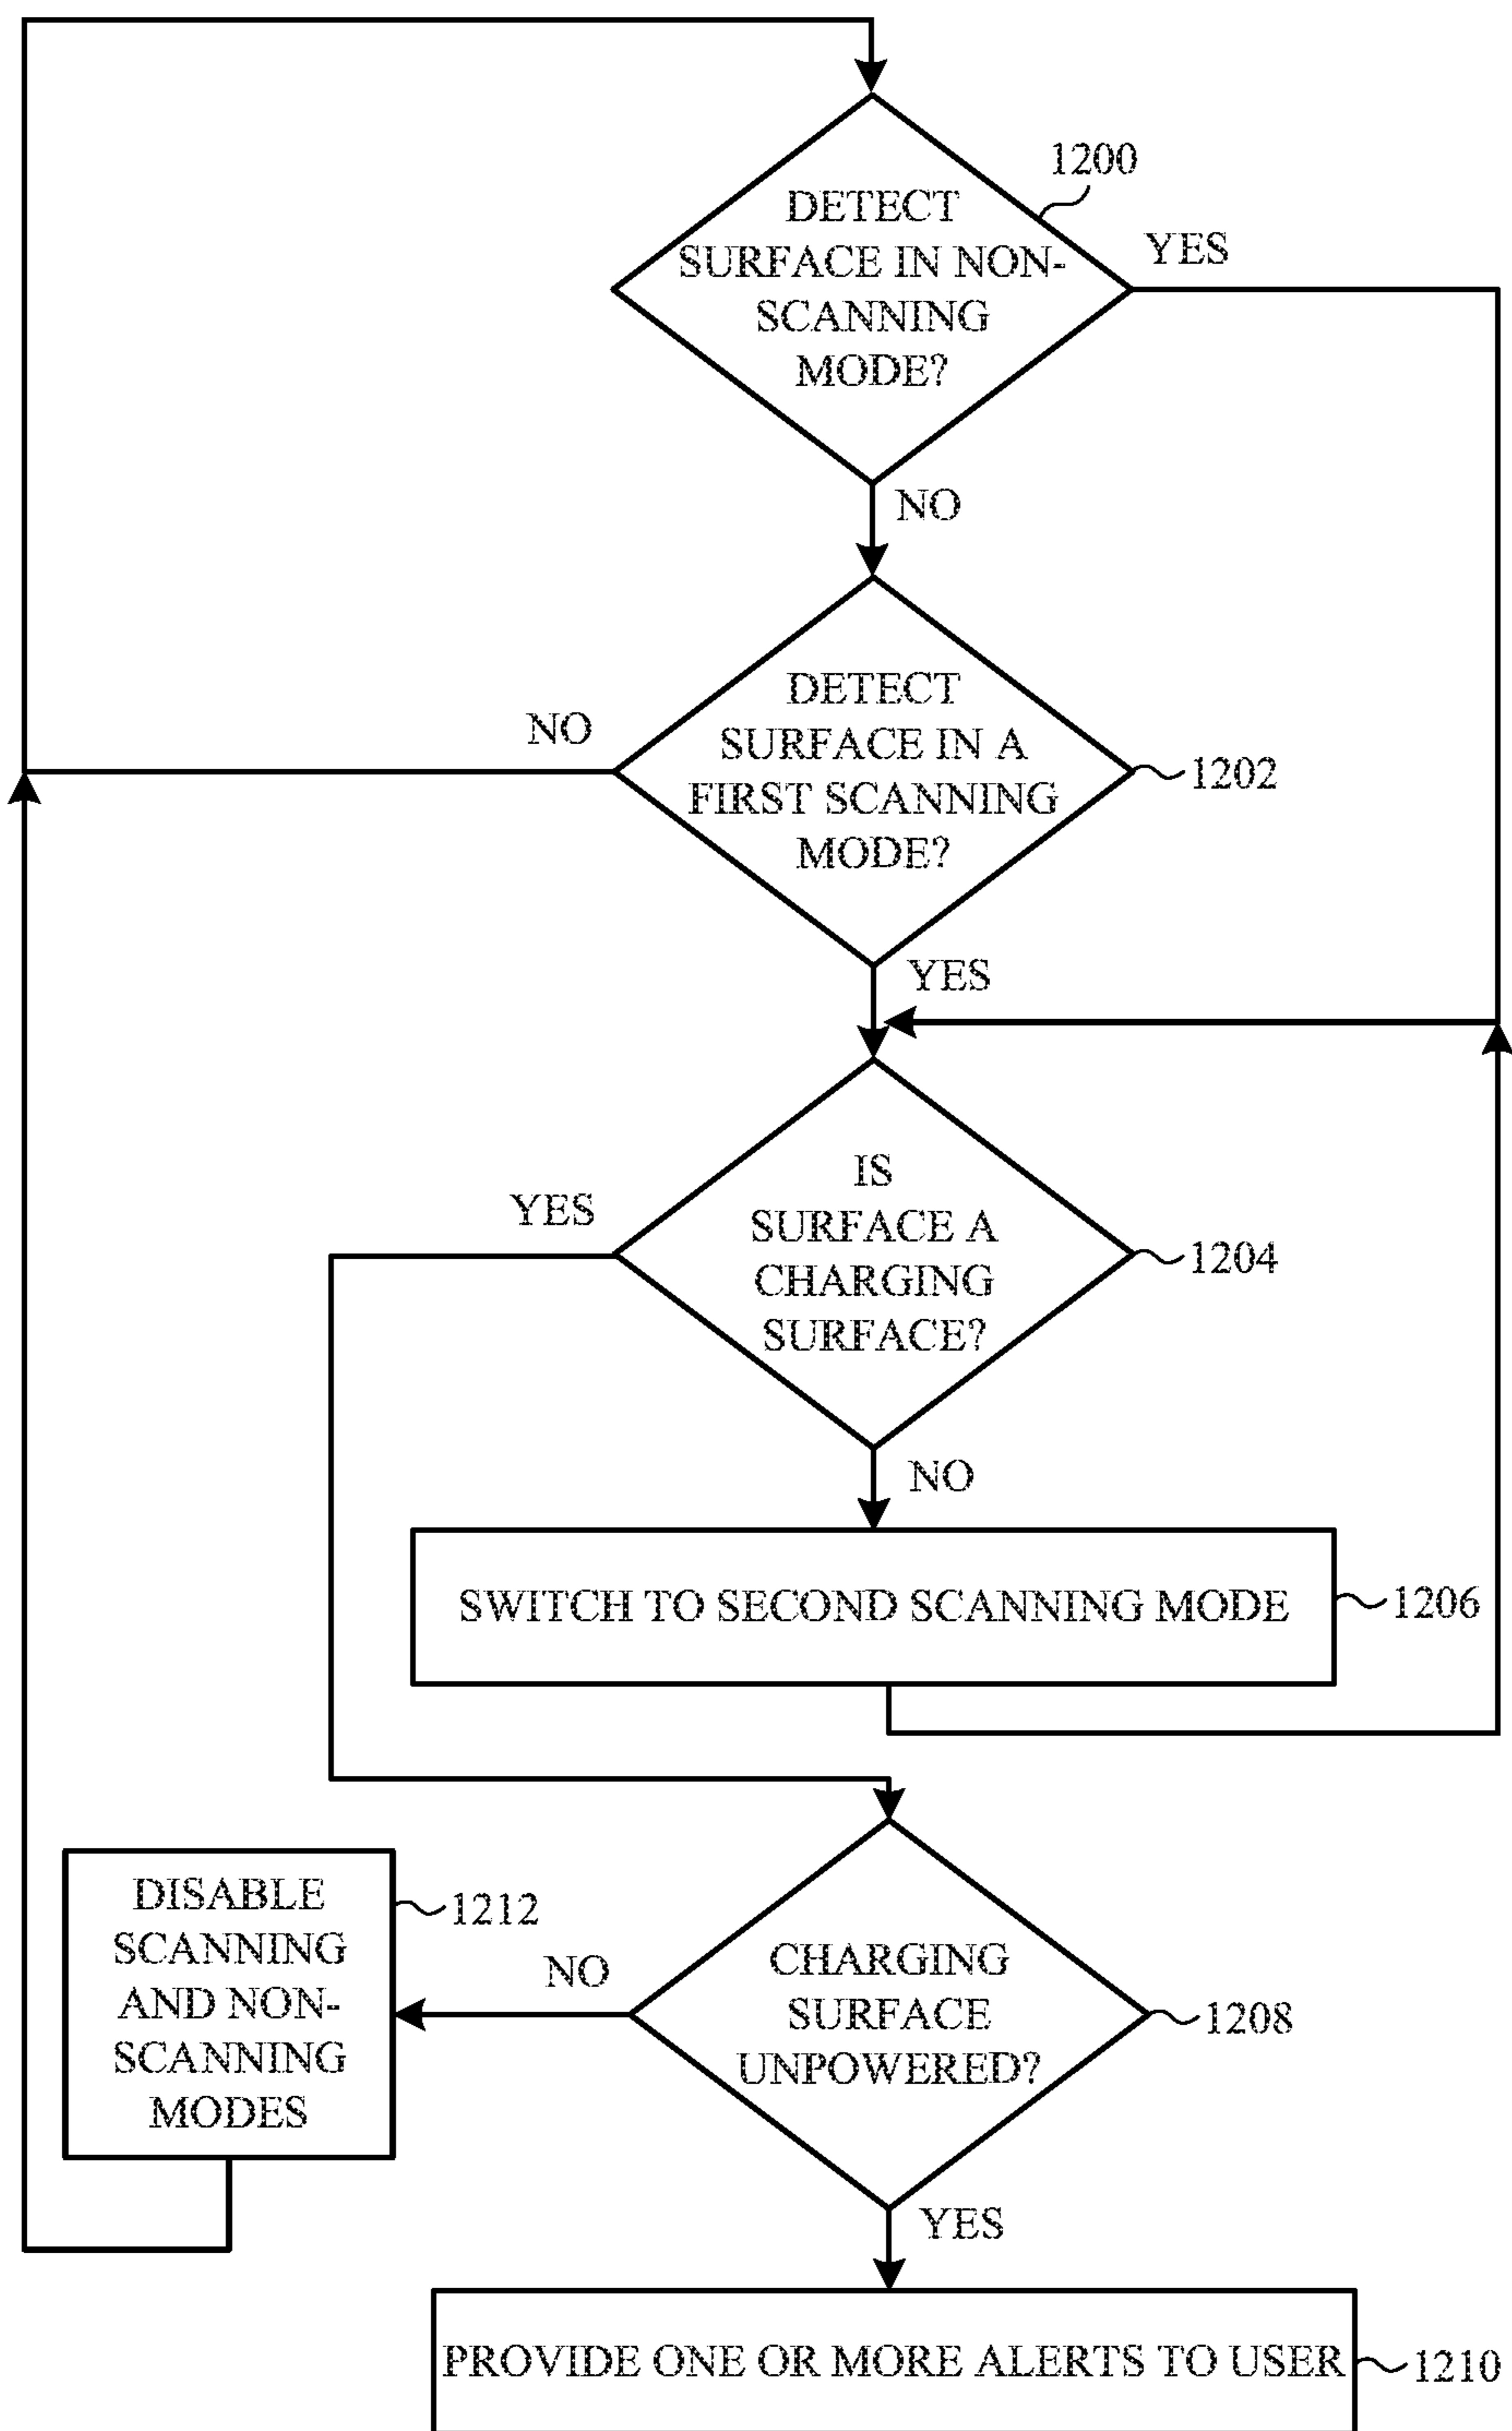 1200
DETECT
SURFACE IN NON-
SCANNING
MODE?
YES
NO
DETECT
SURFACE IN A
FIRST SCANNING
MODE?
NO
1202
YES
IS
SURFACE A
CHARGING
SURFACE?
YES
1204
NO
SWITCH TO SECOND SCANNING MODE
1206
DISABLE
SCANNING
AND NON-
SCANNING
MODES
1212
NO
CHARGING
SURFACE
UNPOWERED?
1208
YES
PROVIDE ONE OR MORE ALERTS TO USER
1210